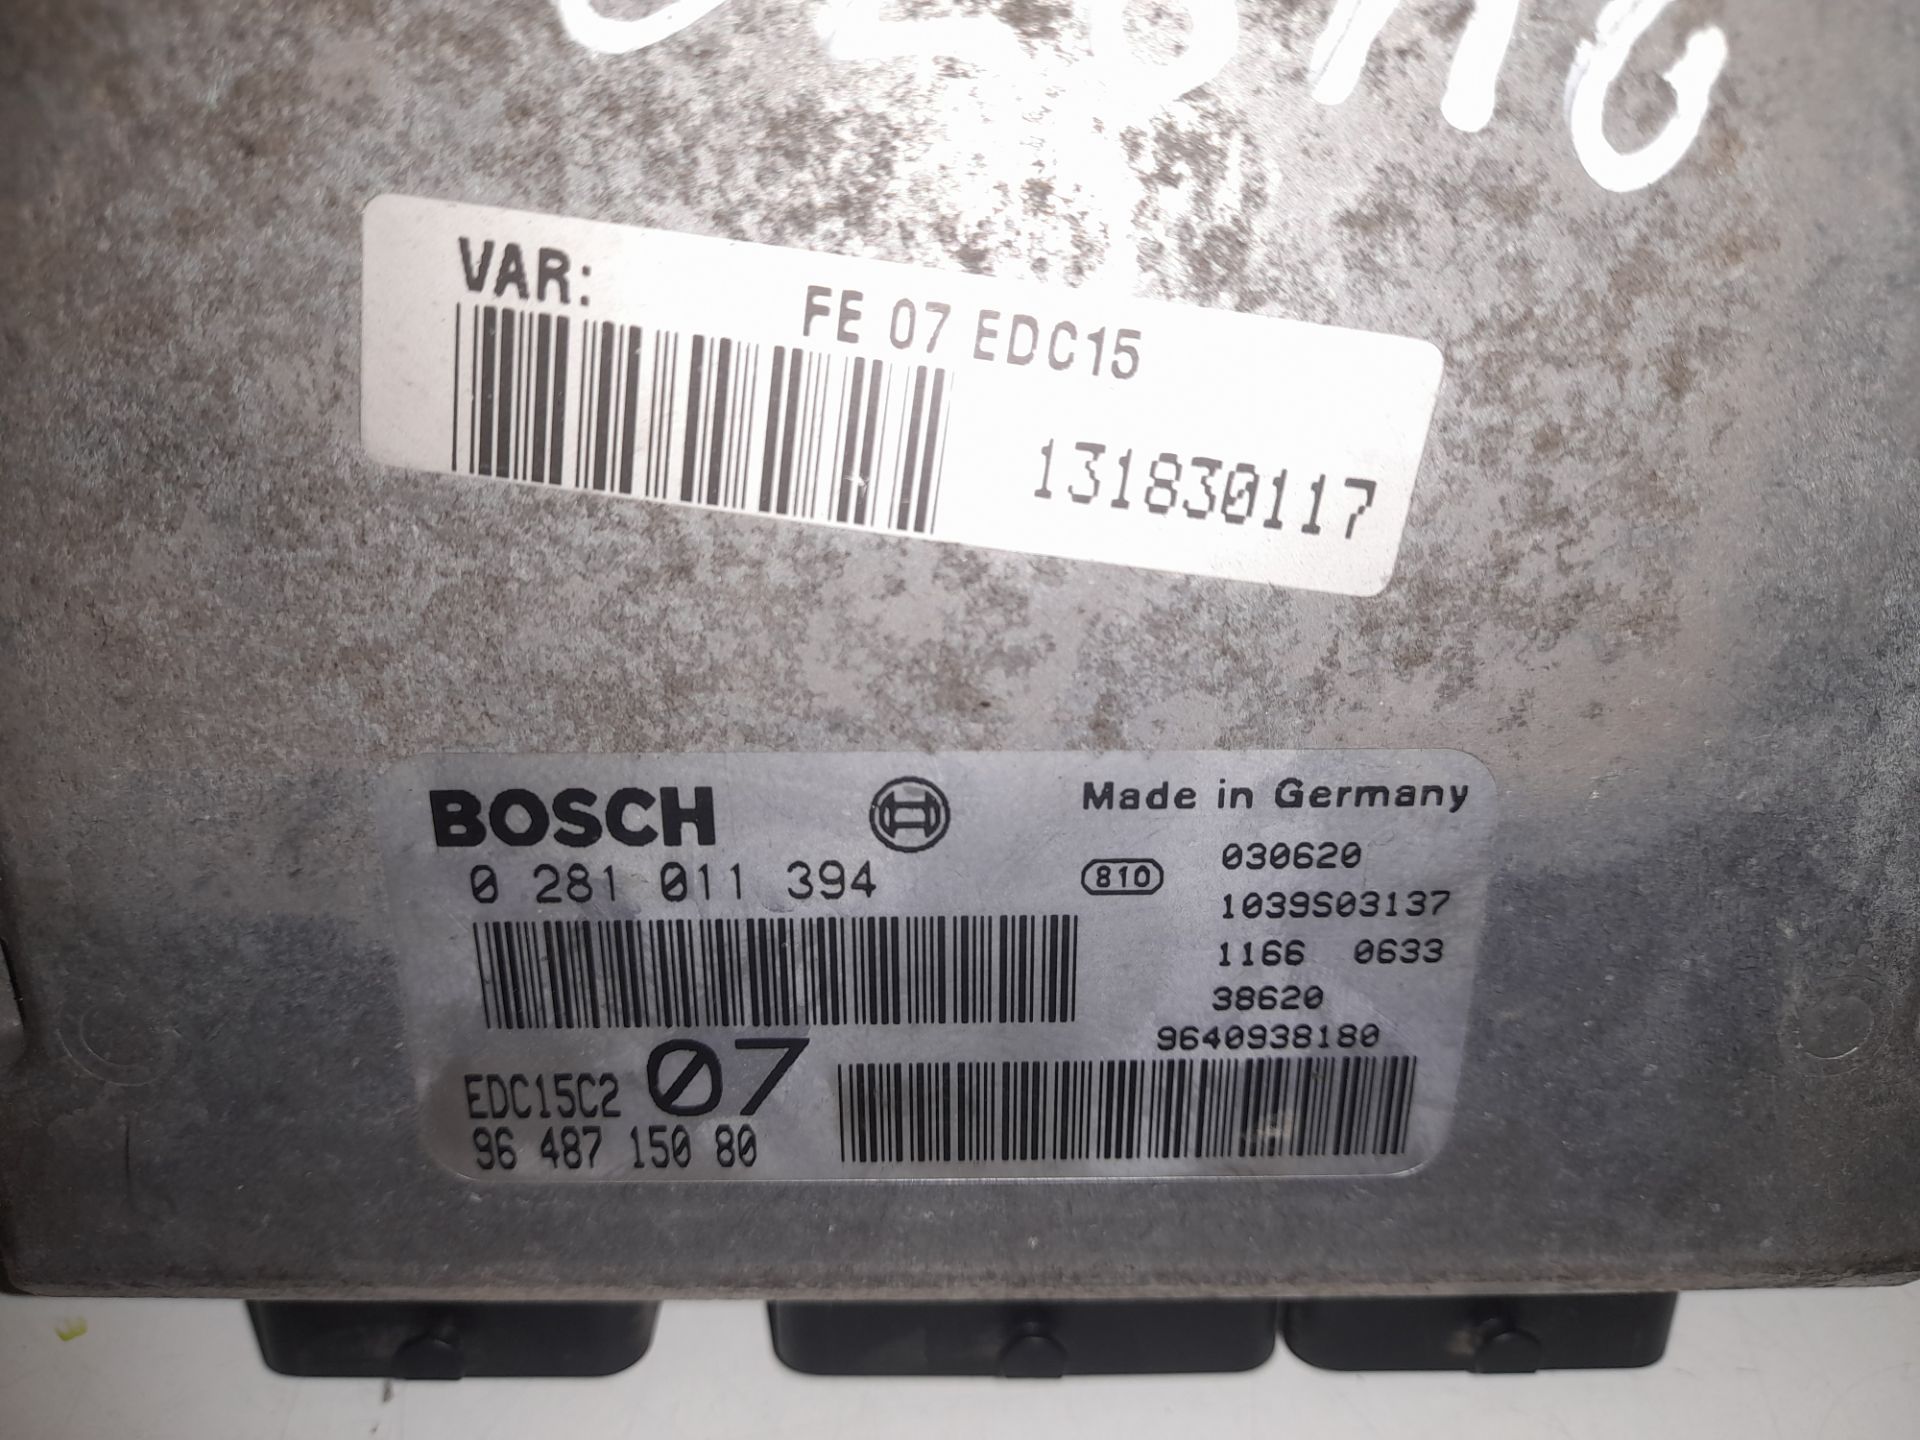 VAR:
FE 07 EDC15
131830117
BOSCH
Made in Germany
0 281 011 394
810
030620
1039S03137
1166 0633
38620
9640938180
EDC15C2 07
96 487 150 80